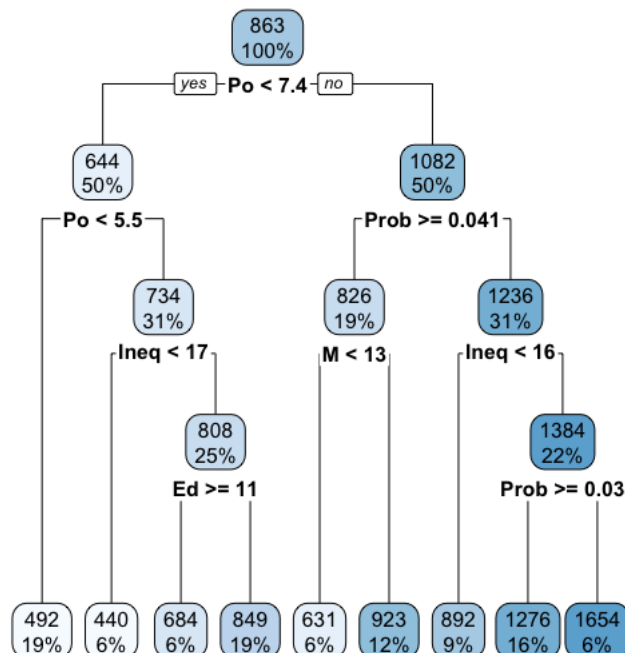 863
100%
yes Po < 7.4 no
644 1082
50% 50%
Po < 5.5 Prob >= 0.041
734 826 1236
31% 19% 31%
Ineq < 17 M < 13 Ineq < 16
808 1384
25% 22%
Ed >= 11 Prob >= 0.03
492 440 684 849 631 923 892 1276 1654
19% 6% 6% 19% 6% 12% 9% 16% 6%